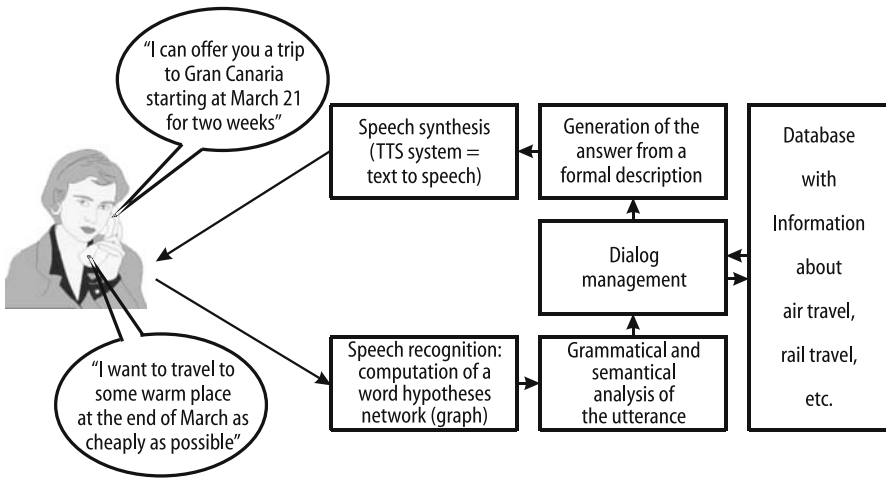 “I can offer you a trip
to Gran Canaria
starting at March 21
for two weeks”
Speech synthesis
(TTS system =
text to speech)
Generation of the
answer from a
formal description
Database
with
Information
about
air travel,
rail travel,
etc.
Dialog
management
Speech recognition:
computation of a
word hypotheses
network (graph)
Grammatical and
semantical
analysis of
the utterance
“I want to travel to
some warm place
at the end of March as
cheaply as possible”